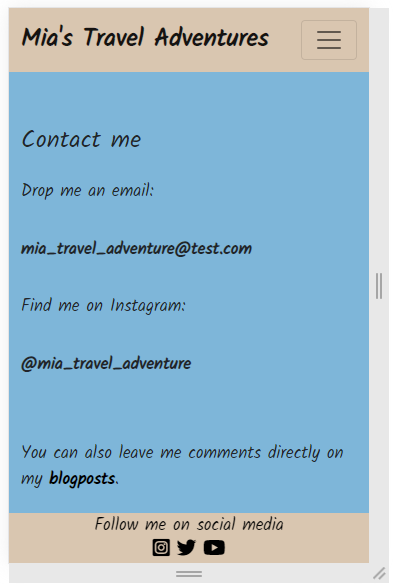 Mia's Travel Adventures
Contact me
Drop me an email:
mia_travel_adventure@test.com
Find me on Instagram:
@mia_travel_adventure
You can also leave me comments directly on
my blogposts.
Follow me on social media